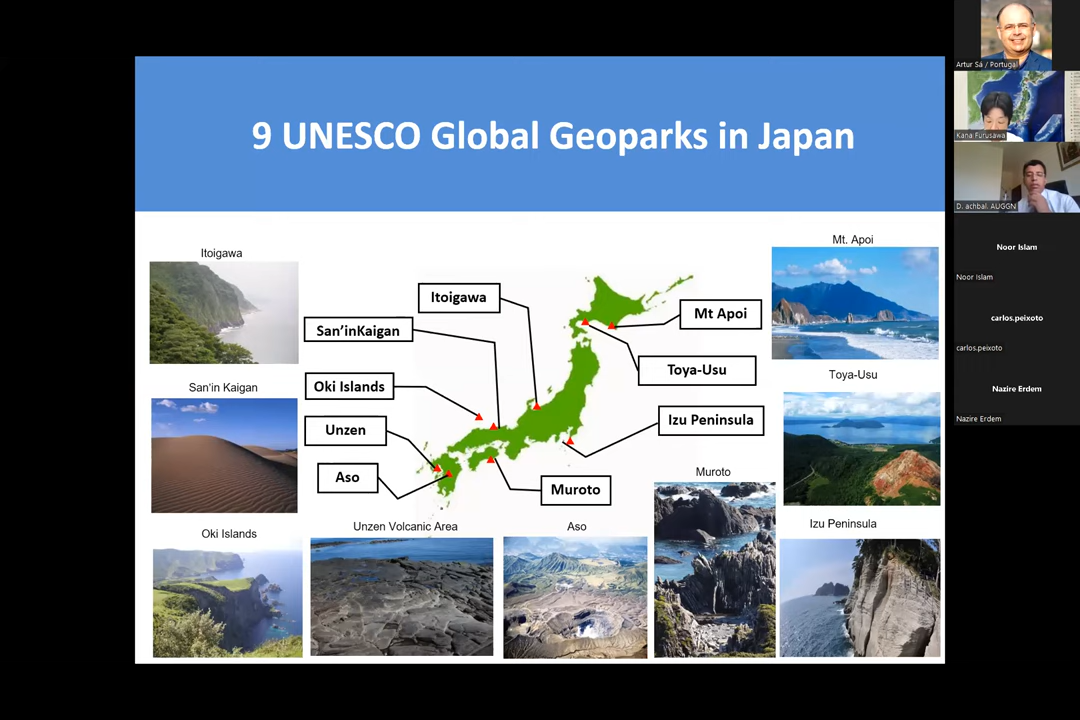 9 UNESCO Global Geoparks in Japan
Itoigawa
San'in Kaigan
Oki Islands
Unzen Volcanic Area
Aso
Muroto
Mt. Apoi
Toya-Usu
Izu Peninsula
Itoigawa
San'inKaigan
Oki Islands
Unzen
Aso
Muroto
Mt Apoi
Toya-Usu
Izu Peninsula
Artur Sá / Portugal
Kana Furusawa
D. achbal. AUGGN
Noor Islam
Noor Islam
carlos.peixoto
carlos.peixoto
Nazire Erdem
Nazire Erdem